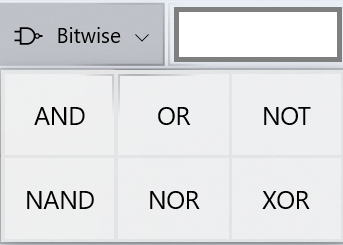 Bitwise
AND OR NOT
NAND NOR XOR